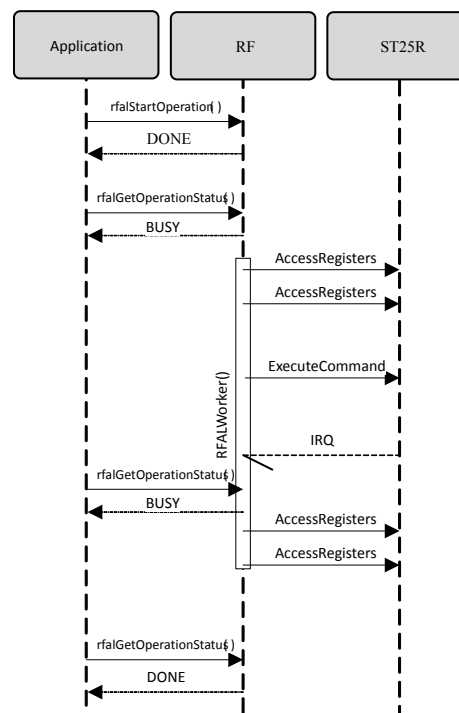 Application RF ST25R
rfalStartOperation()
DONE
rfalGetOperationStatus()
BUSY
AccessRegisters
AccessRegisters
ExecuteCommand
RFALWorker()
IRQ
rfalGetOperationStatus()
BUSY
AccessRegisters
AccessRegisters
rfalGetOperationStatus()
DONE